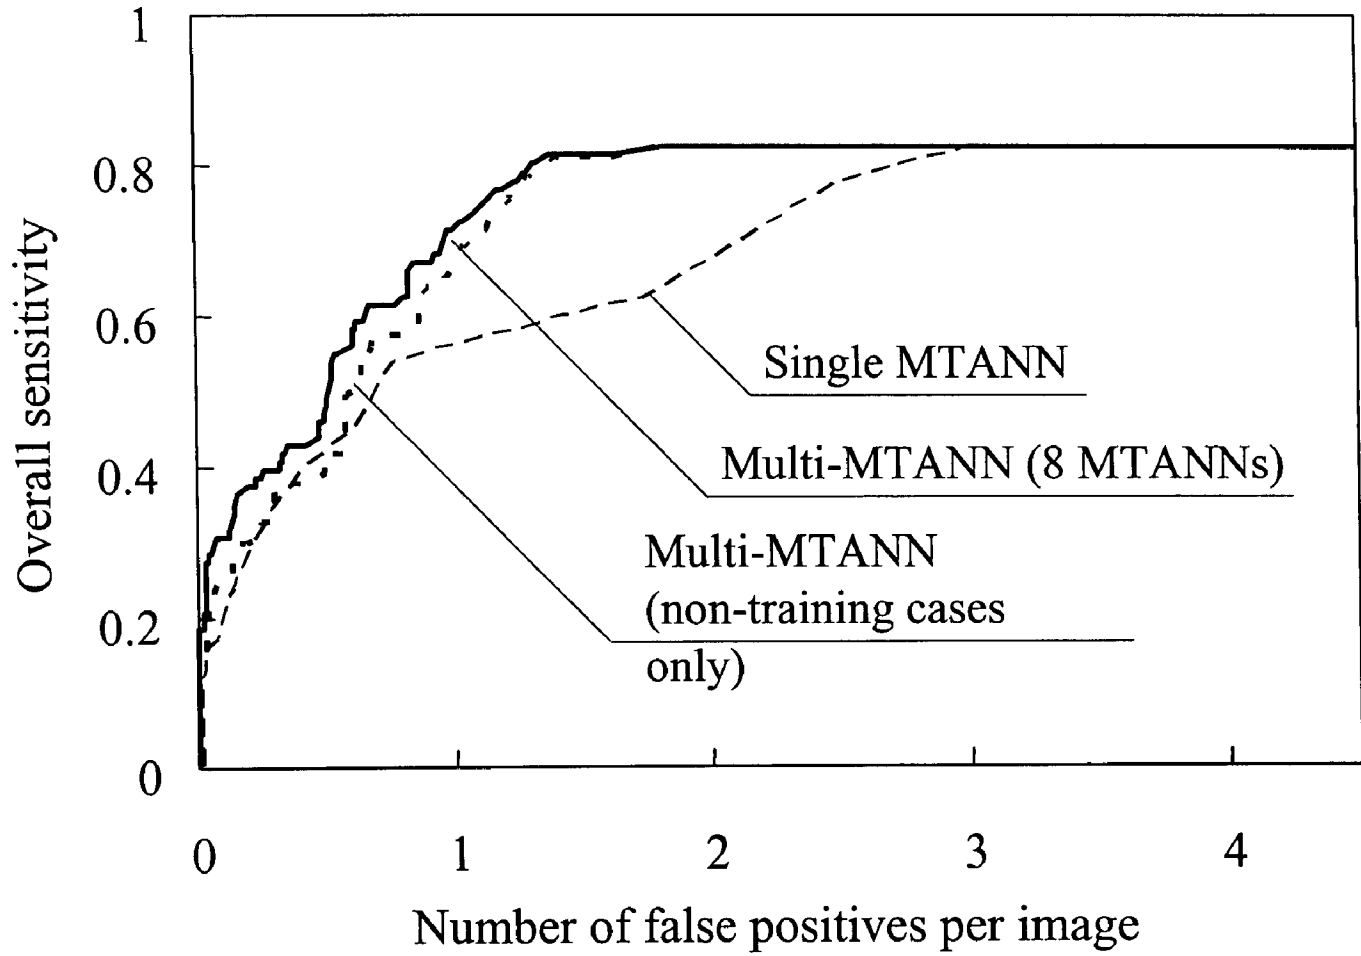 1
0.8
0.6
0.4
0.2
0
Overall sensitivity
Single MTANN
Multi-MTANN (8 MTANNs)
Multi-MTANN
(non-training cases
only)
0 1 2 3 4
Number of false positives per image